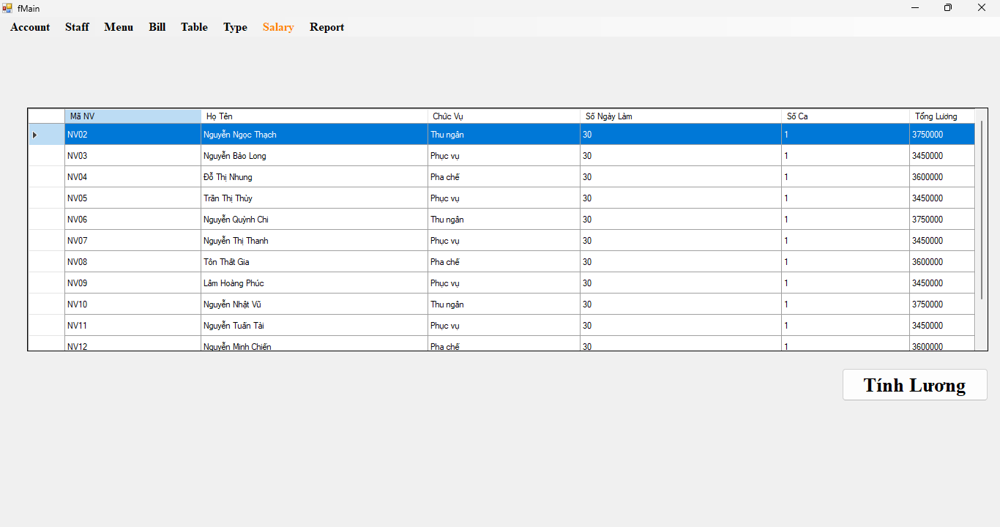 fMain
Account Staff Menu Bill Table Type Salary Report
Mã NV Họ Tên Chức Vụ Số Ngày Làm Số Ca Tổng Lương
NV02 Nguyễn Ngọc Thạch Thu ngân 30 1 3750000
NV03 Nguyễn Bảo Long Phục vụ 30 1 3450000
NV04 Đỗ Thị Nhung Pha chế 30 1 3600000
NV05 Trần Thị Thùy Phục vụ 30 1 3450000
NV06 Nguyễn Quỳnh Chi Thu ngân 30 1 3750000
NV07 Nguyễn Thị Thanh Phục vụ 30 1 3450000
NV08 Tôn Thất Gia Pha chế 30 1 3600000
NV09 Lâm Hoàng Phúc Phục vụ 30 1 3450000
NV10 Nguyễn Nhật Vũ Thu ngân 30 1 3750000
NV11 Nguyễn Tuấn Tài Phục vụ 30 1 3450000
NV12 Nguyễn Minh Chiến Pha chế 30 1 3600000
Tính Lương